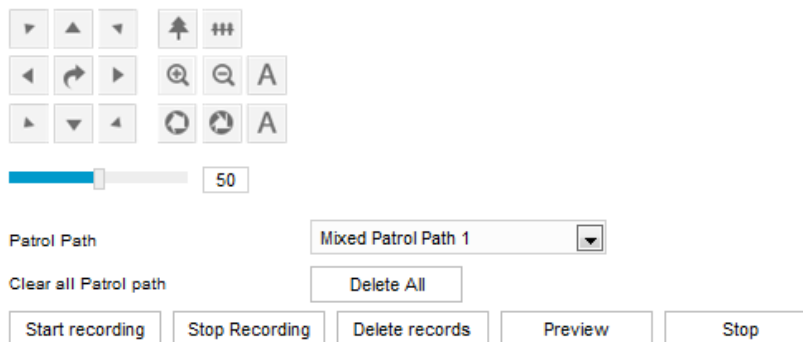 A
A
50
Patrol Path Mixed Patrol Path 1
Clear all Patrol path Delete All
Start recording Stop Recording Delete records Preview Stop